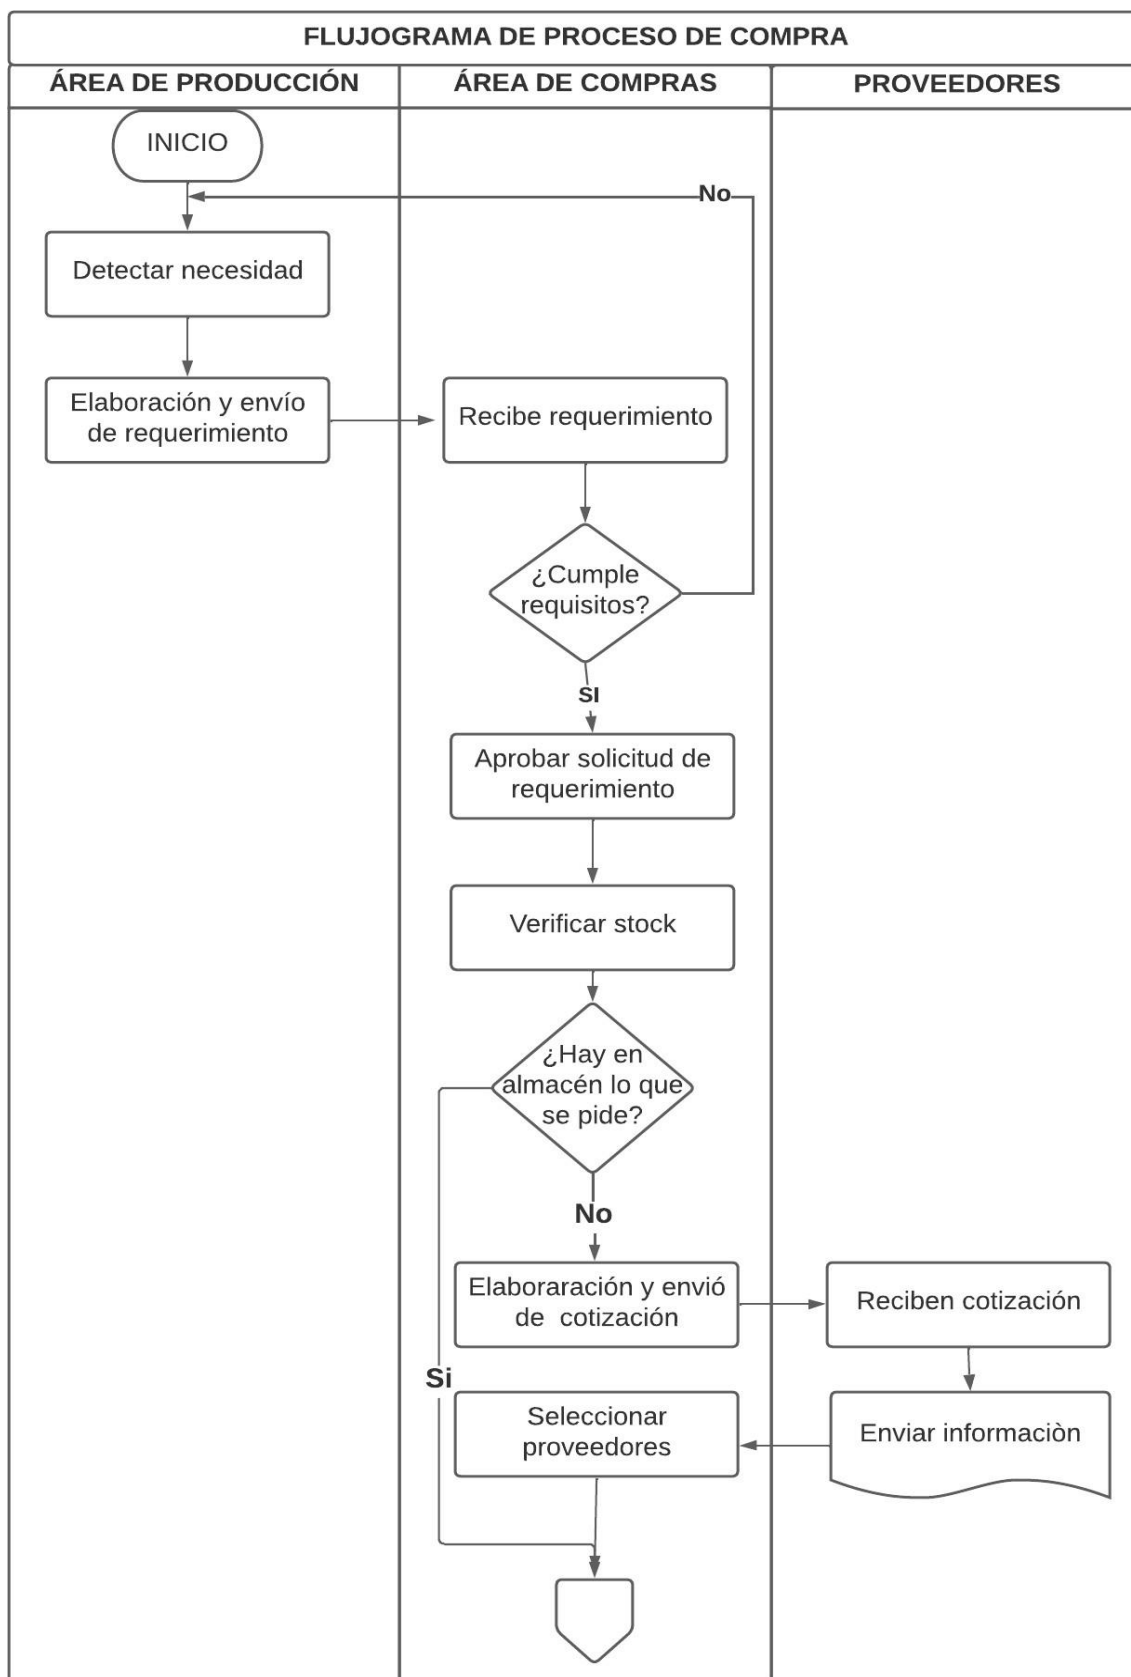 FLUJOGRAMA DE PROCESO DE COMPRA
ÁREA DE PRODUCCIÓN
ÁREA DE COMPRAS
PROVEEDORES
INICIO
No
Detectar necesidad
Elaboración y envío
de requerimiento
Recibe requerimiento
¿Cumple
requisitos?
SI
Aprobar solicitud de
requerimiento
Verificar stock
¿Hay en
almacén lo que
se pide?
No
Elaboraración y envió
de cotización
Reciben cotización
Si
Seleccionar
proveedores
Enviar informaciòn